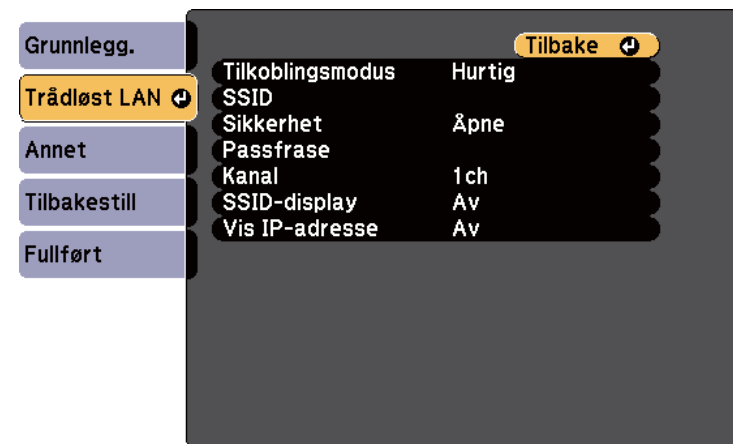 Grunnlegg.
Trådløst LAN
Annet
Tilbakestill
Fullført
Tilbake
Tilkoblingsmodus Hurtig
SSID
Sikkerhet Åpne
Passfrase
Kanal 1ch
SSID-display Av
Vis IP-adresse Av